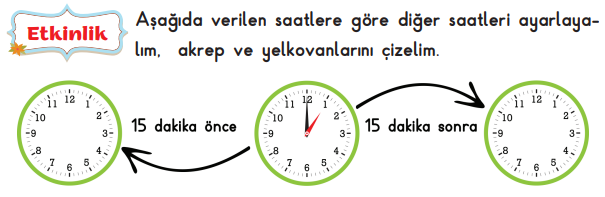 Etkinlik
Aşağıda verilen saatlere göre diğer saatleri ayarlaya-
lım, akrep ve yelkovanlarını çizelim.
12 1 2 3 4 5 6 7 8 9 10 11
15 dakika önce
12 1 2 3 4 5 6 7 8 9 10 11
15 dakika sonra
12 1 2 3 4 5 6 7 8 9 10 11